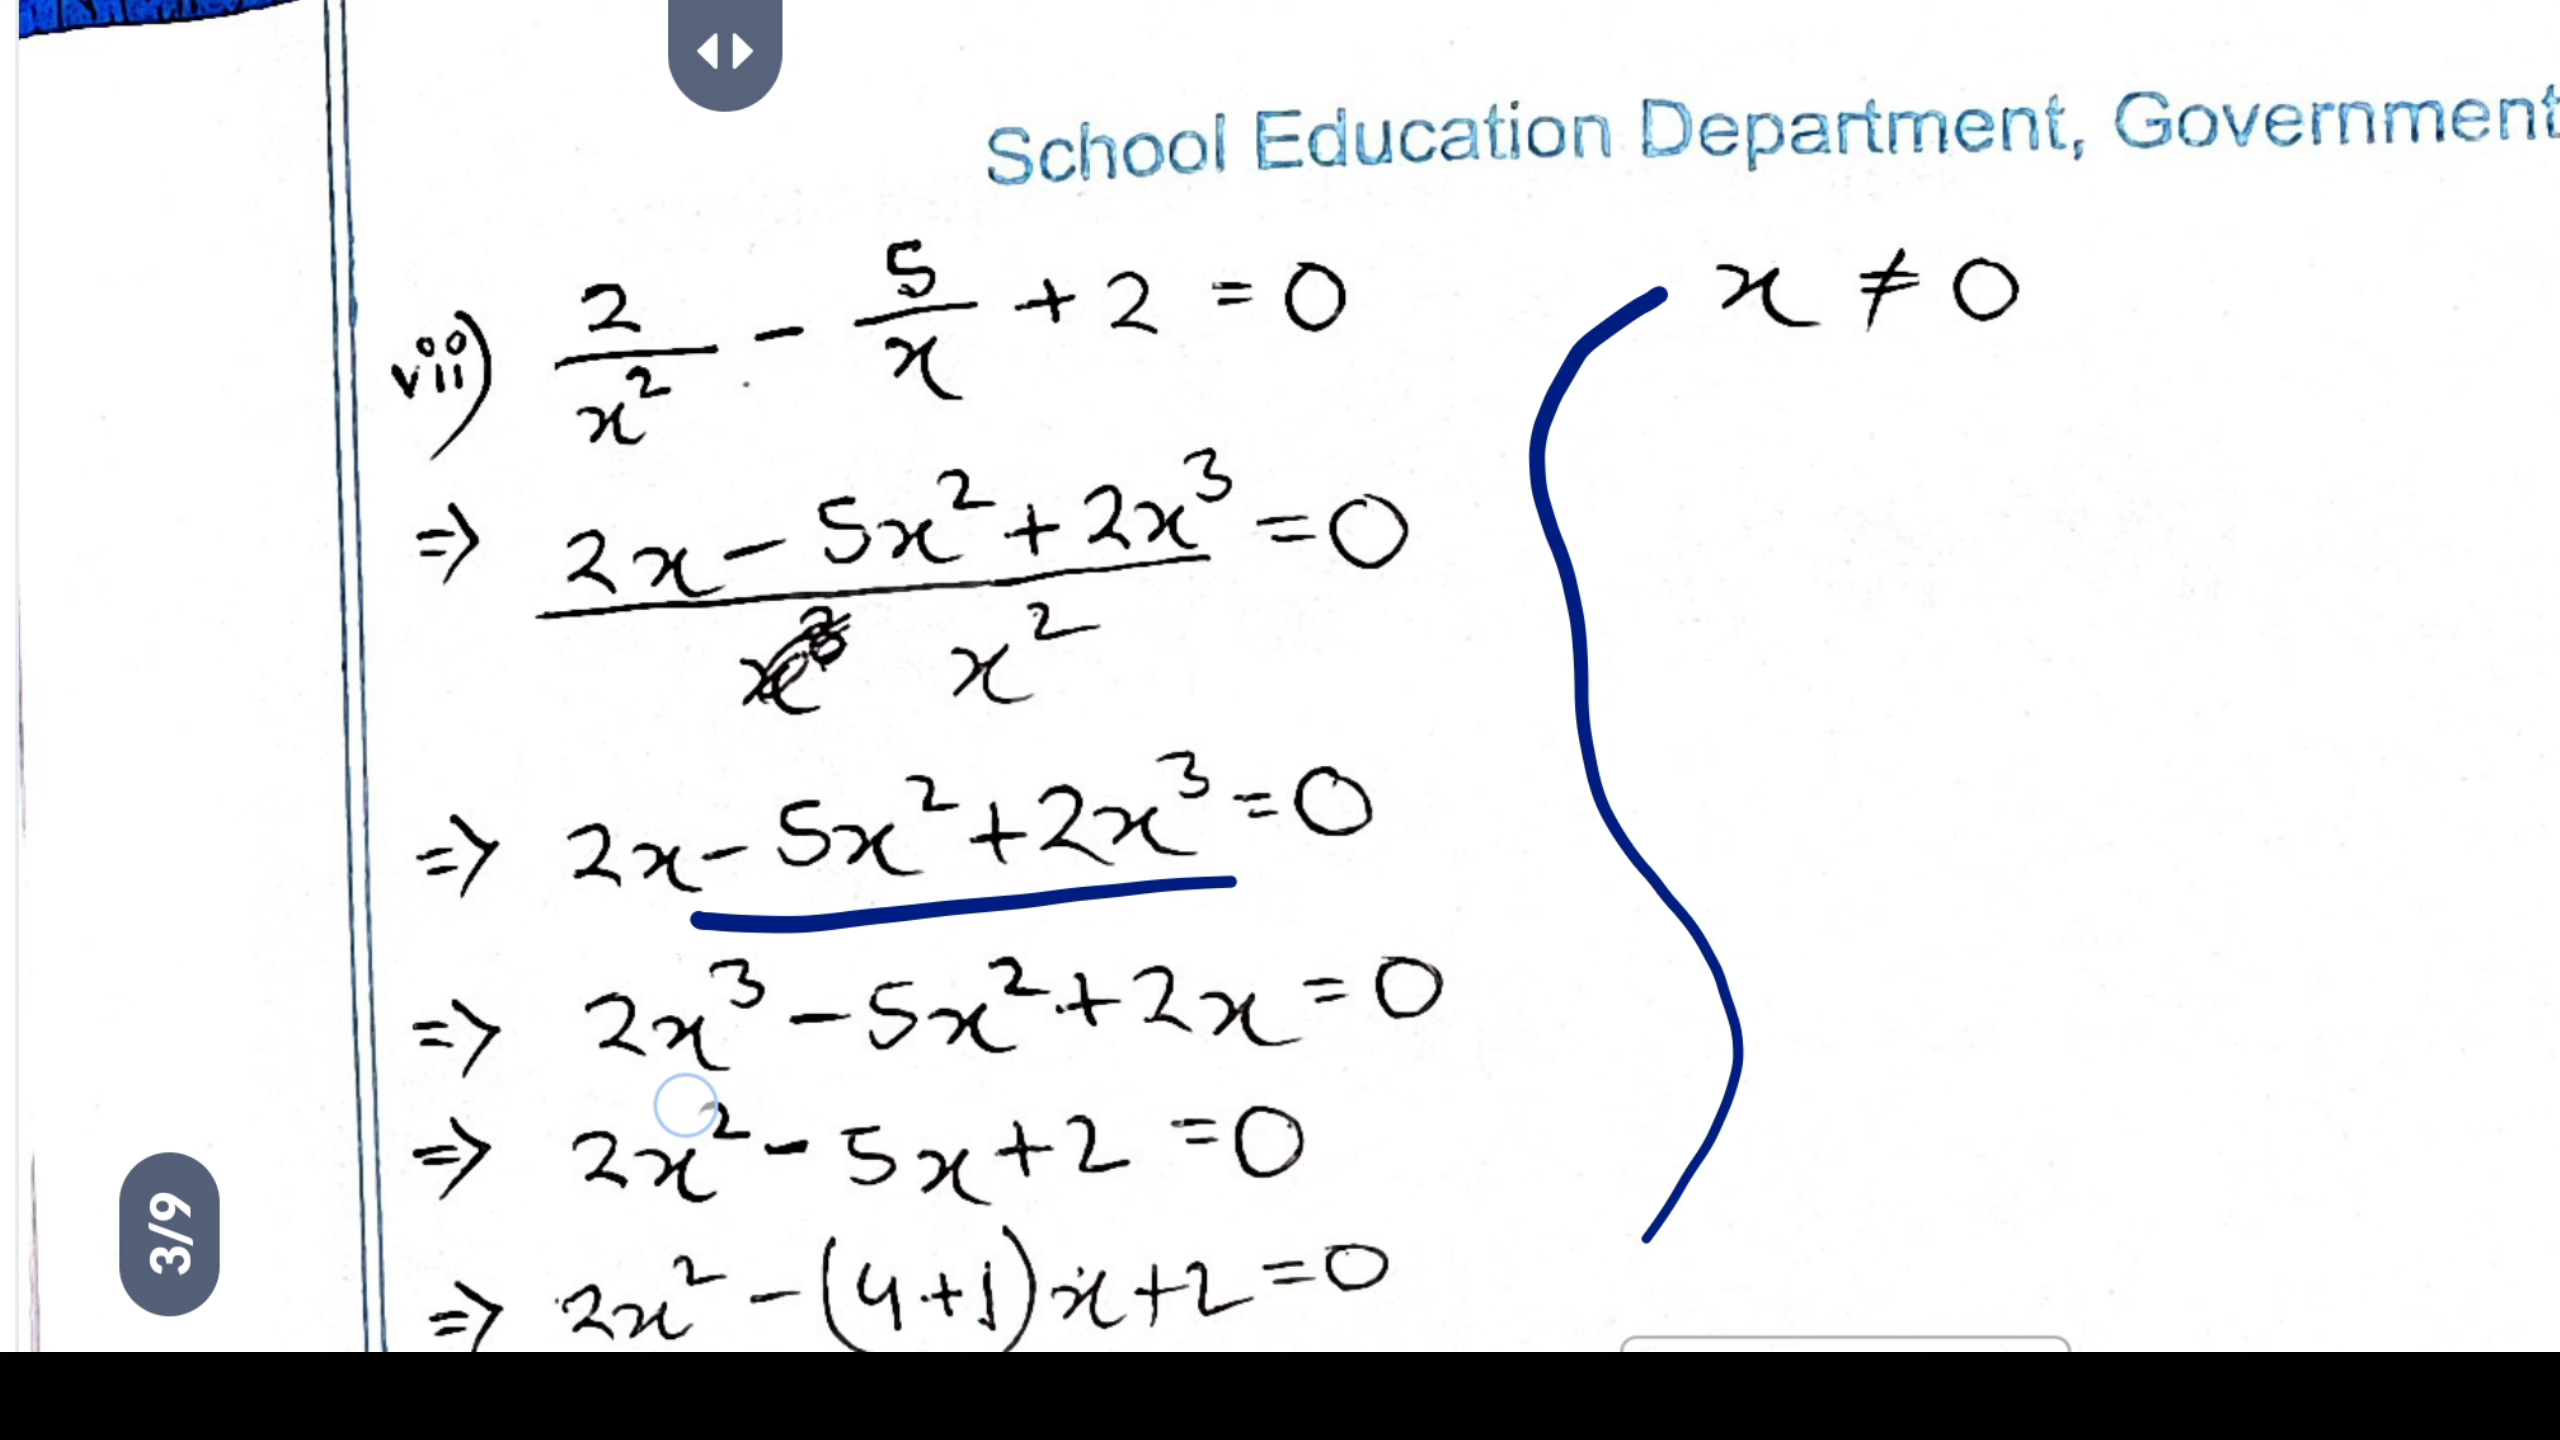 School Education Department, Government
vii) 2/x² - 5/x + 2 = 0
x ≠ 0
=> (2x - 5x² + 2x³)/x² = 0
=> 2x - 5x² + 2x³ = 0
=> 2x³ - 5x² + 2x = 0
=> 2x² - 5x + 2 = 0
=> 2x² - (4+1)x + 2 = 0
3/9